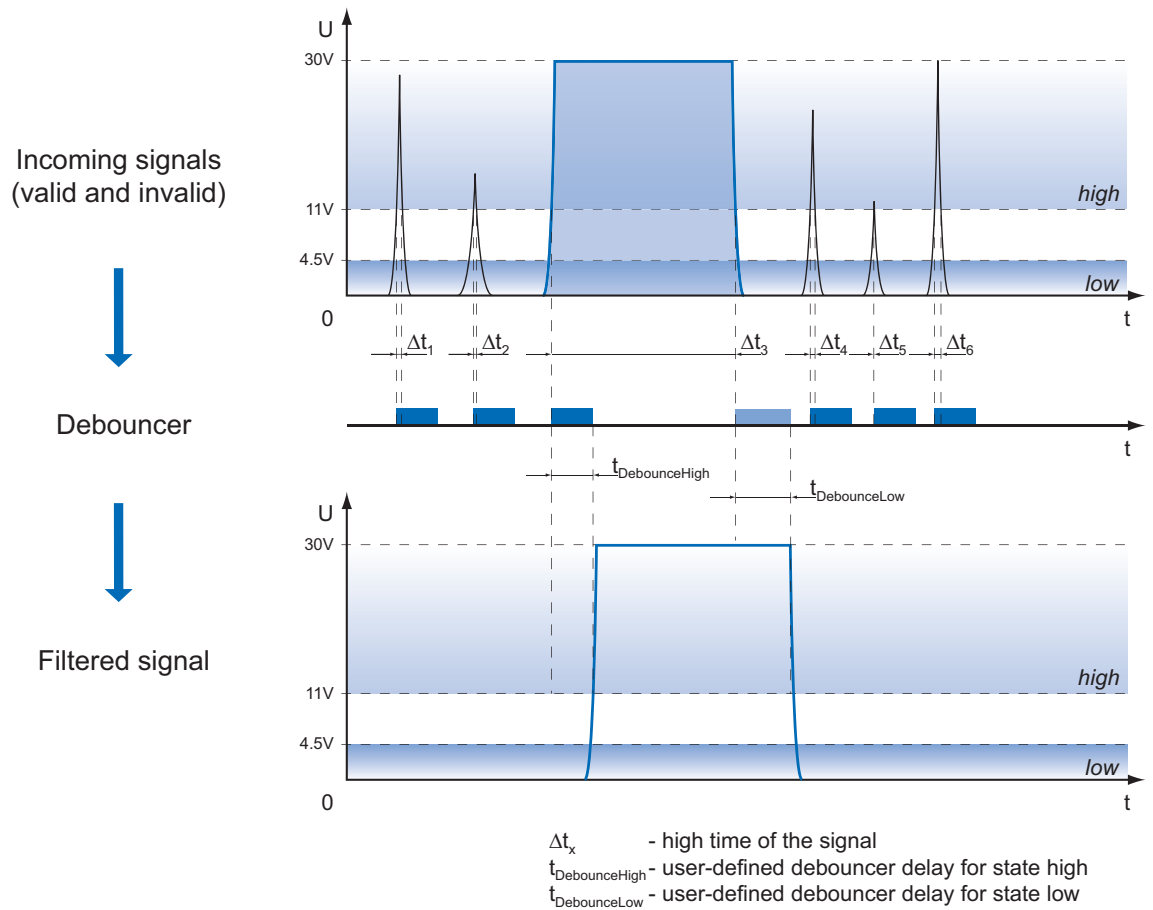 U
30V
Incoming signals
(valid and invalid)
high
11V
4.5V
low
0
t
Δt1
Δt2
Δt3
Δt4
Δt5
Δt6
Debouncer
t
tDebounceHigh
tDebounceLow
U
30V
Filtered signal
high
11V
4.5V
low
0
t
Δtx - high time of the signal
tDebounceHigh - user-defined debouncer delay for state high
tDebounceLow - user-defined debouncer delay for state low